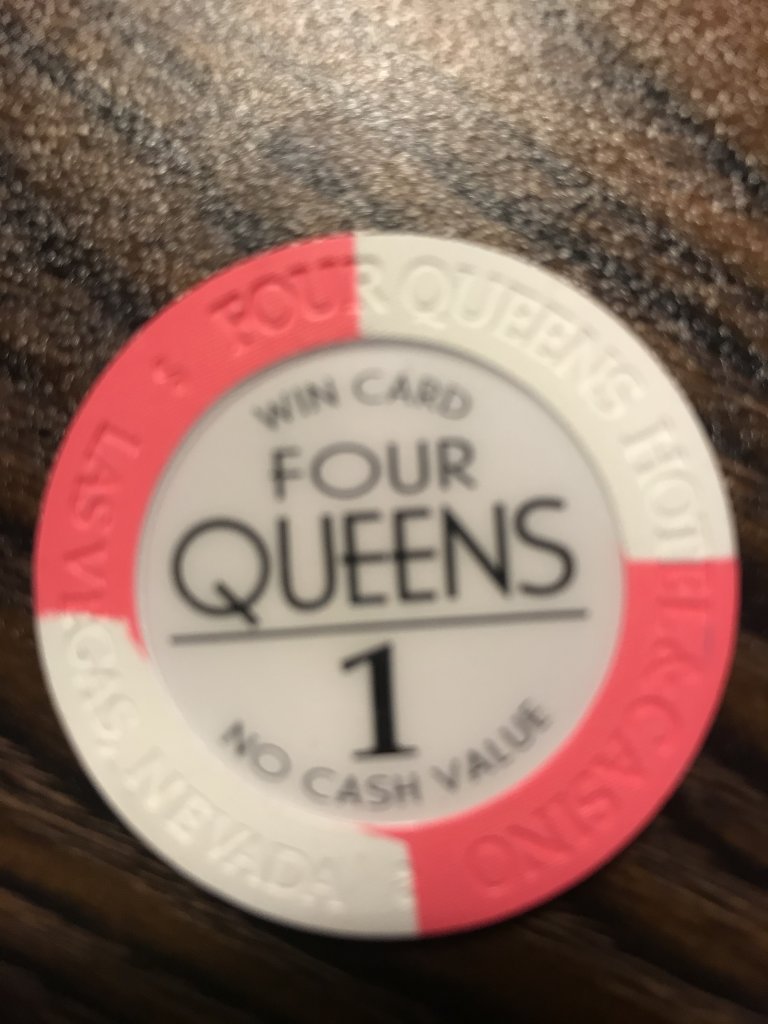 FOUR QUEENS HOTEL & CASINO
LAS VEGAS, NEVADA
WIN CARD
FOUR
QUEENS
1
NO CASH VALUE